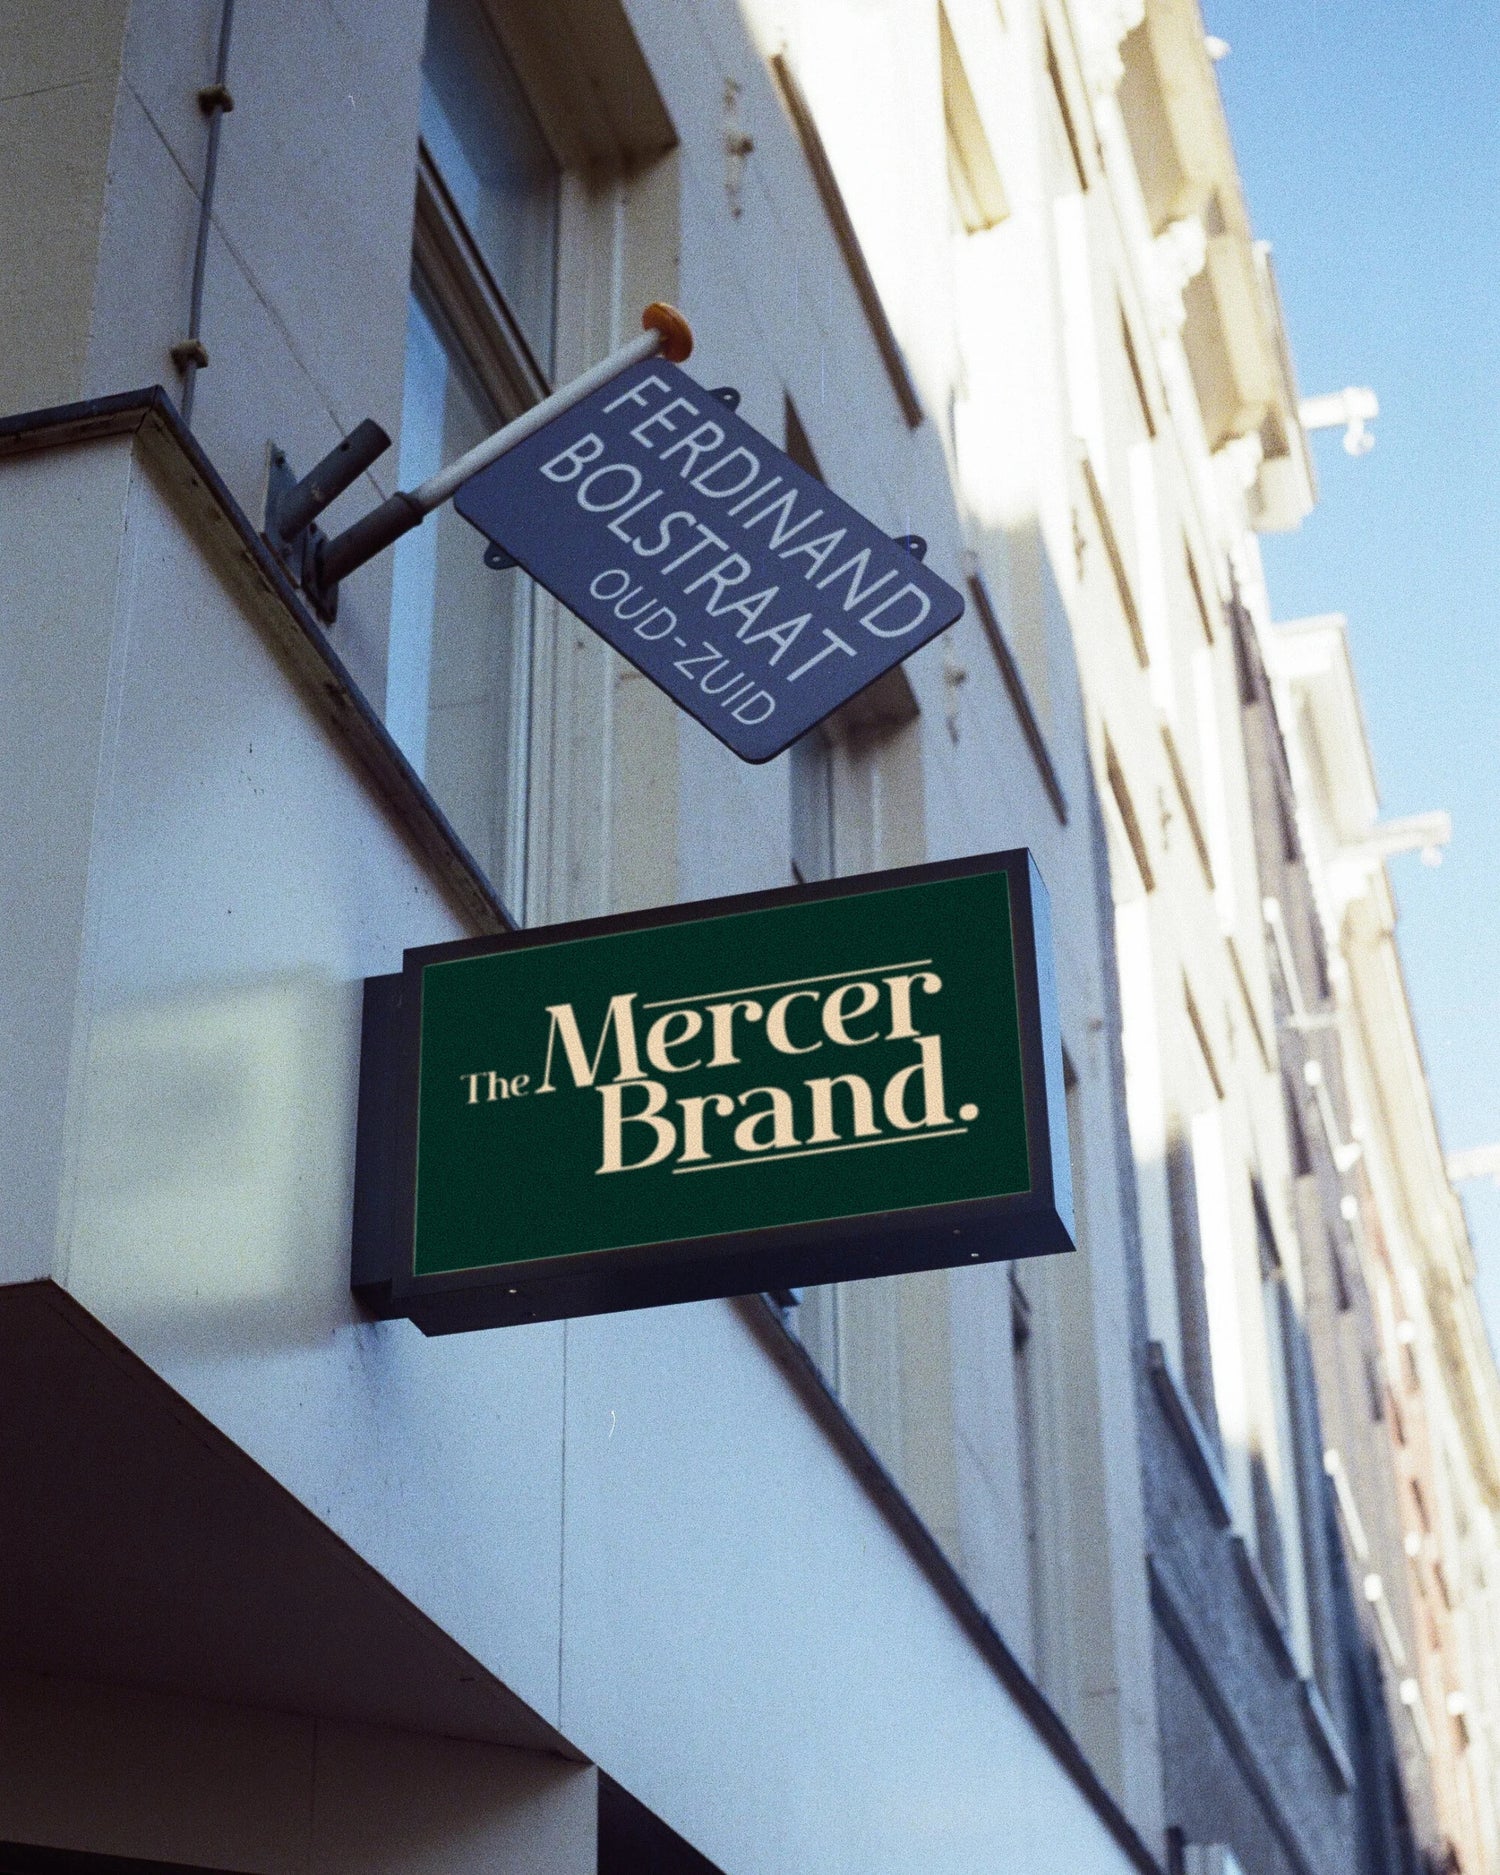 FERDINAND
BOLSTRAAT
OUD-ZUID
The Mercer
Brand.